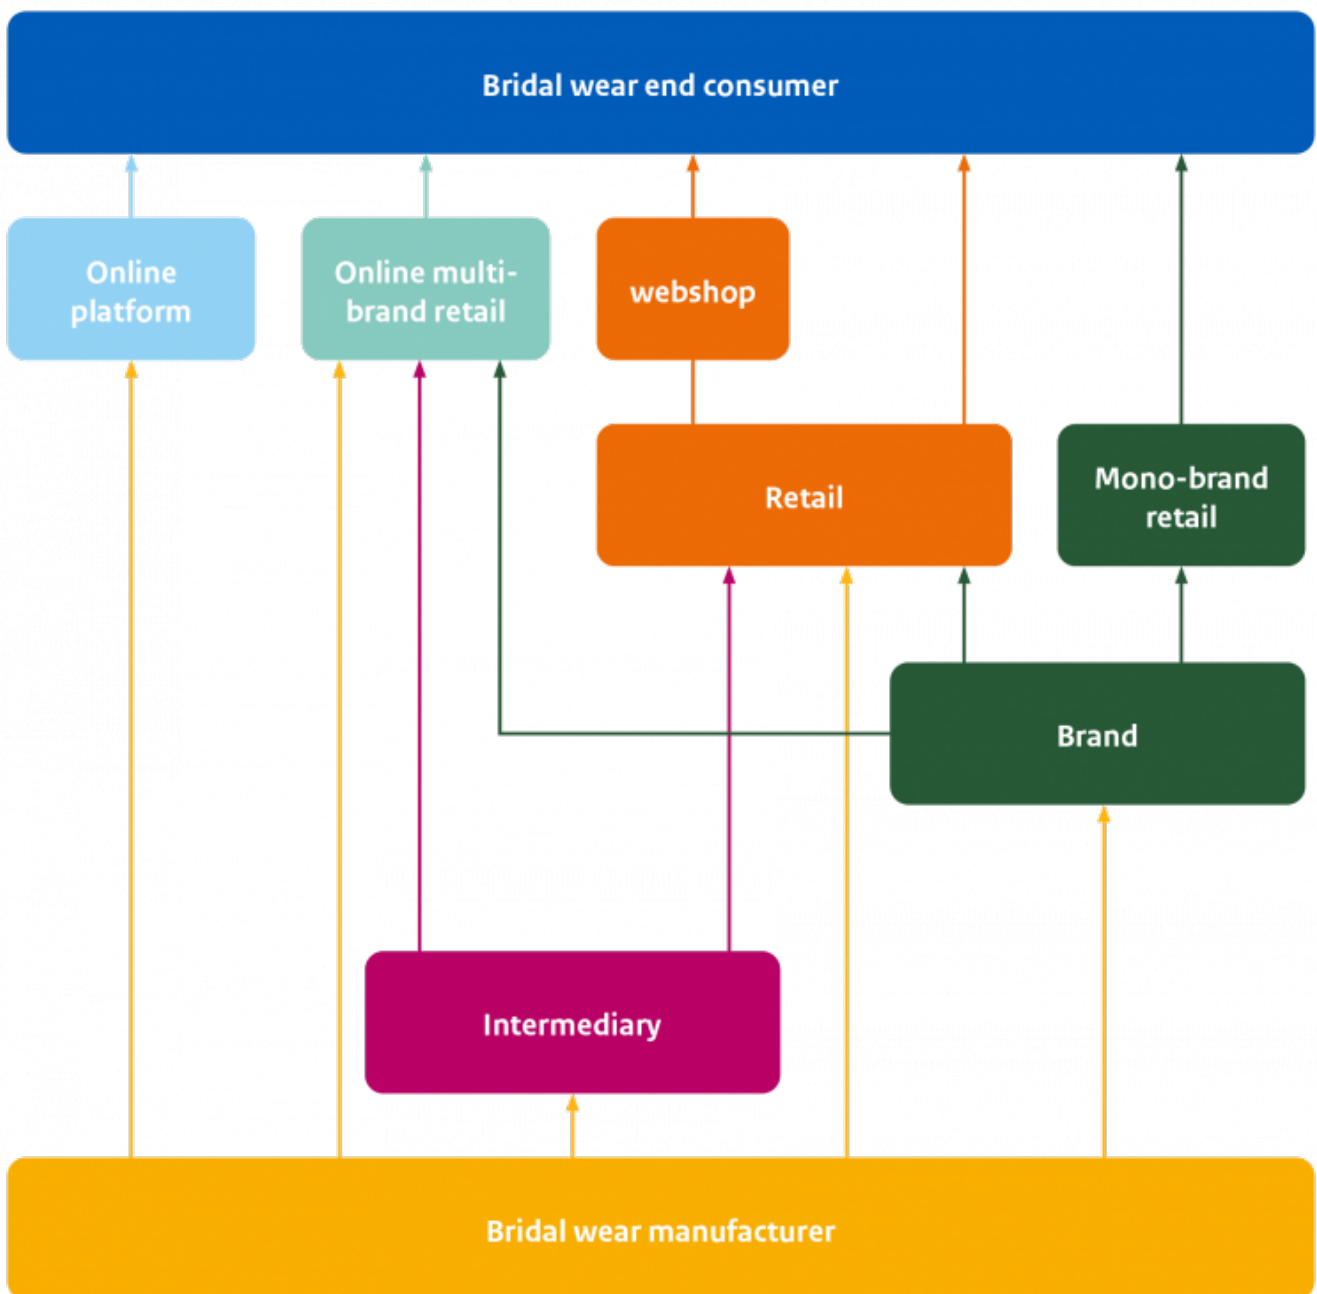 Bridal wear end consumer
Online
platform
Online multi-
brand retail
webshop
Retail
Mono-brand
retail
Brand
Intermediary
Bridal wear manufacturer